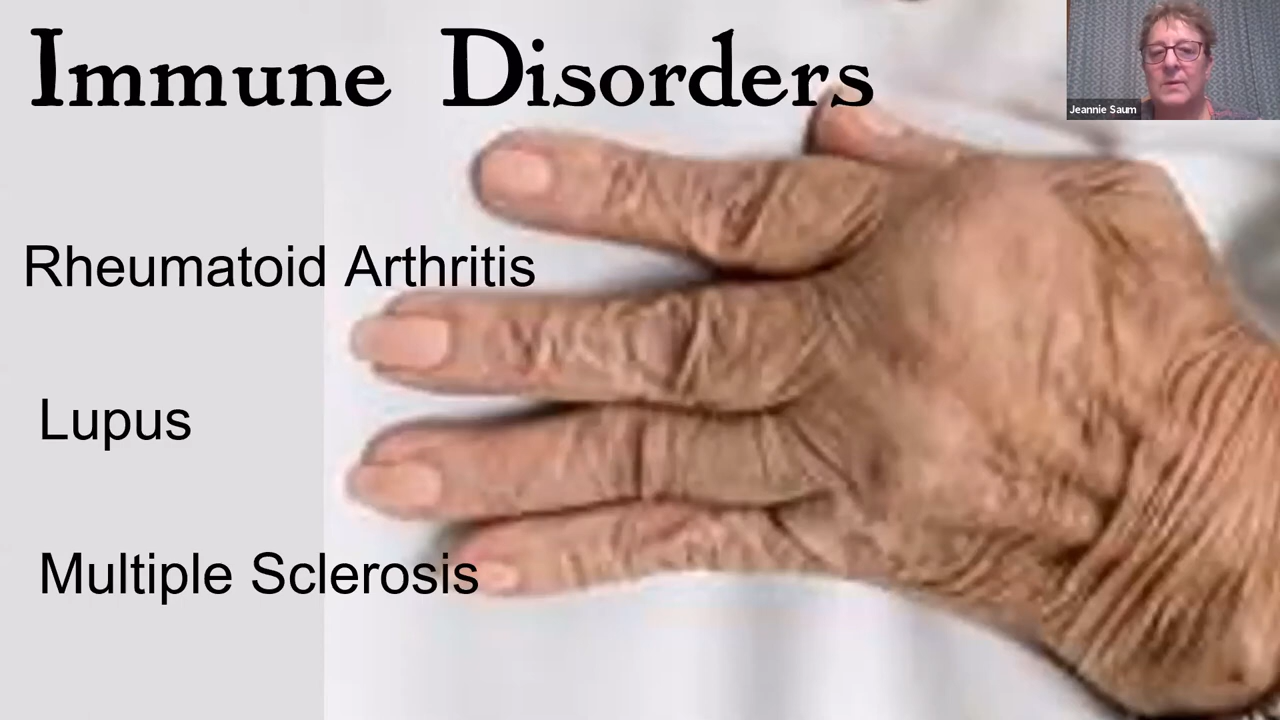 Immune Disorders
Jeannie Saum
Rheumatoid Arthritis
Lupus
Multiple Sclerosis